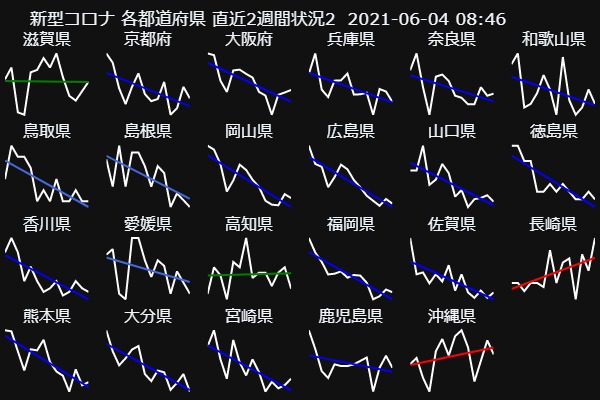 新型コロナ 各都道府県 直近2週間状況2 2021-06-04 08:46
滋賀県 京都府 大阪府 兵庫県 奈良県 和歌山県
鳥取県 島根県 岡山県 広島県 山口県 徳島県
香川県 愛媛県 高知県 福岡県 佐賀県 長崎県
熊本県 大分県 宮崎県 鹿児島県 沖縄県